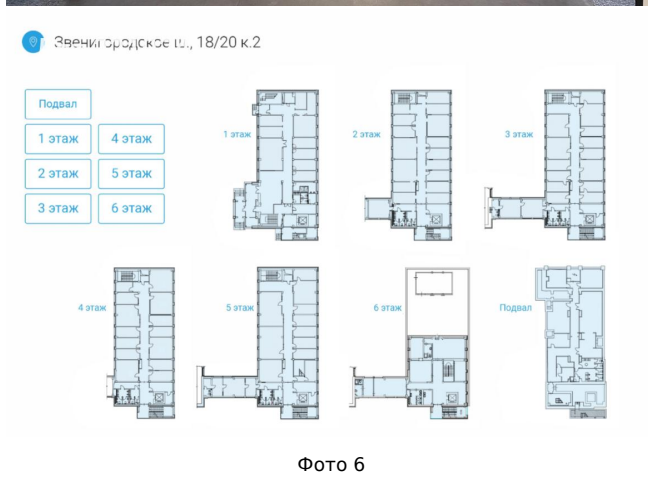 Звенигородское ш., 18/20 к.2
Подвал
1 этаж 4 этаж
2 этаж 5 этаж
3 этаж 6 этаж
1 этаж
2 этаж
3 этаж
4 этаж
5 этаж
6 этаж
Подвал
Фото 6